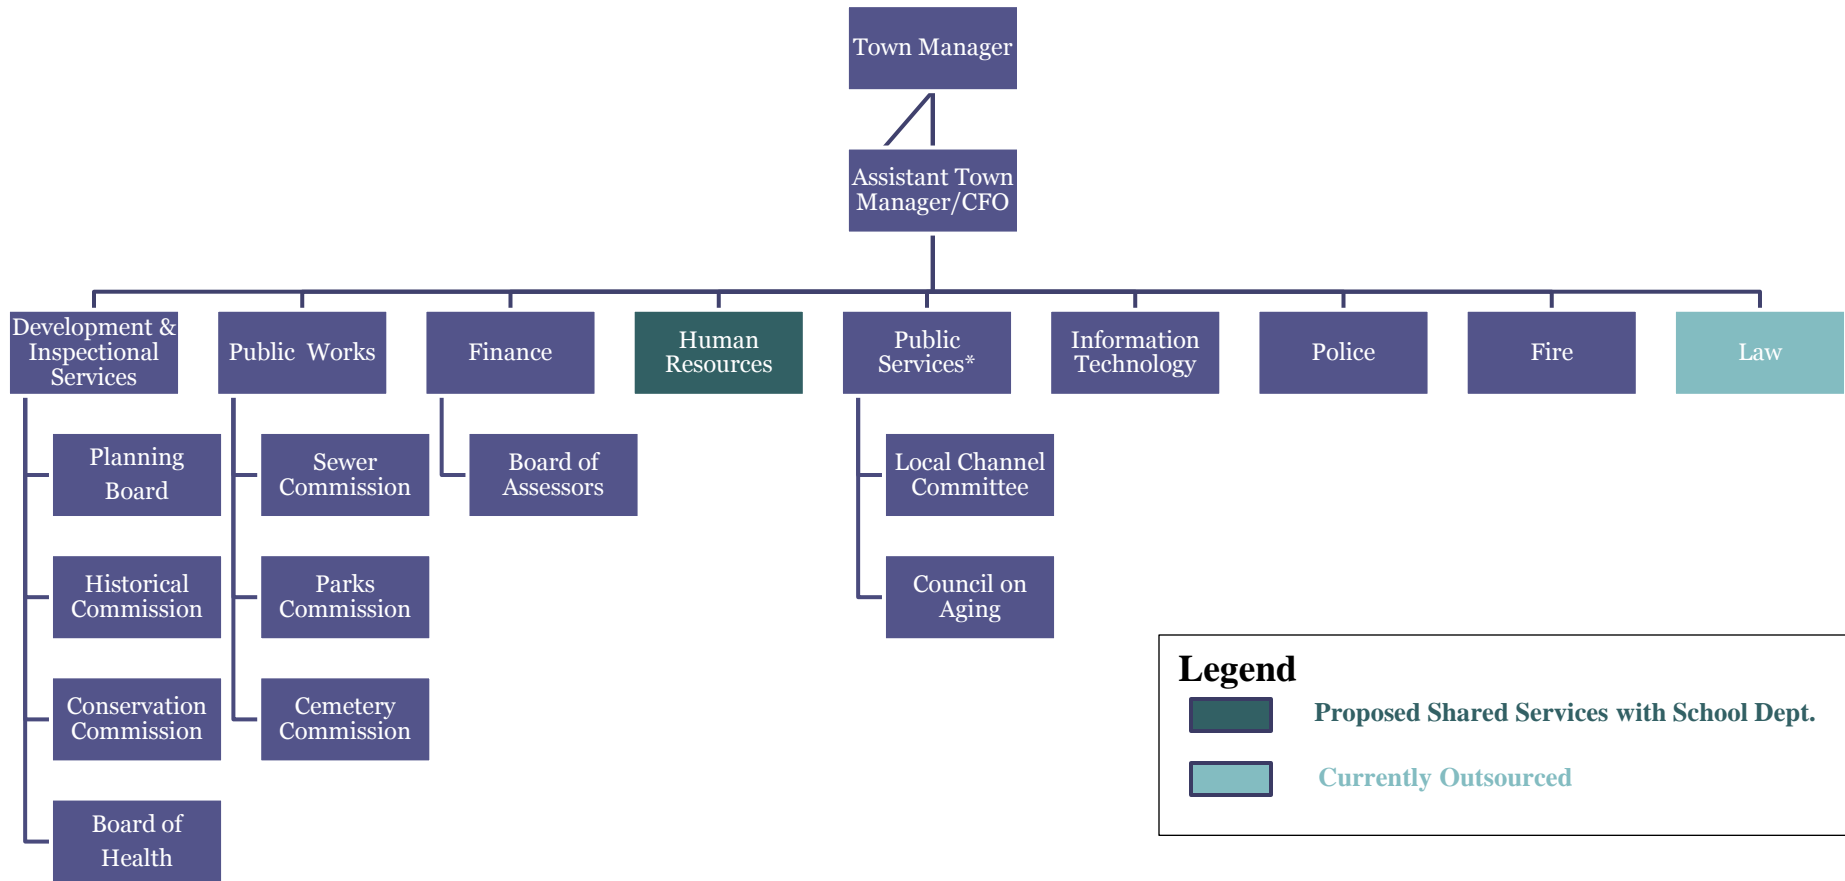 Town Manager
Assistant Town
Manager/CFO
Development &
Inspectional
Services
Public Works
Finance
Human
Resources
Public
Services*
Information
Technology
Police
Fire
Law
Planning
Board
Historical
Commission
Conservation
Commission
Board of
Health
Sewer
Commission
Parks
Commission
Cemetery
Commission
Board of
Assessors
Local Channel
Committee
Council on
Aging
Legend
Proposed Shared Services with School Dept.
Currently Outsourced